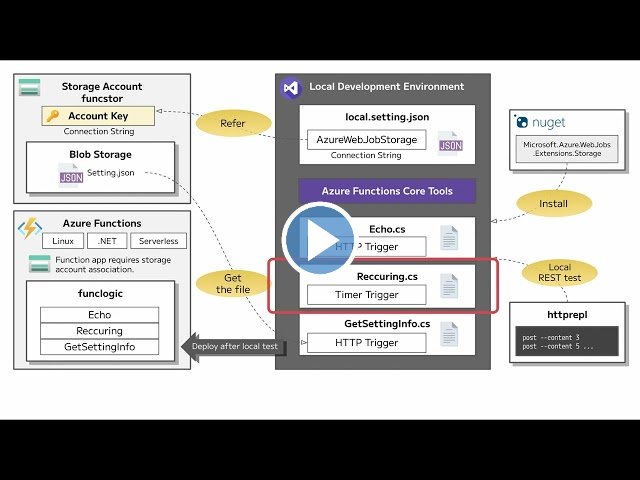 Storage Account
funcstor
Account Key
Connection String
Blob Storage
JSON
Setting.json
Azure Functions
Linux
.NET
Serverless
Function app requires storage
account association.
funclogic
Echo
Reccuring
GetSettingInfo
Refer
Get
the file
Deploy after local test
Local Development Environment
local.setting.json
AzureWebJobStorage
Connection String
JSON
Azure Functions Core Tools
Echo.cs
HTTP Trigger
Reccuring.cs
Timer Trigger
GetSettingInfo.cs
HTTP Trigger
nuget
Microsoft.Azure.WebJobs
.Extensions.Storage
Install
Local
REST test
httprepl
post --content 3
post --content 5 ...